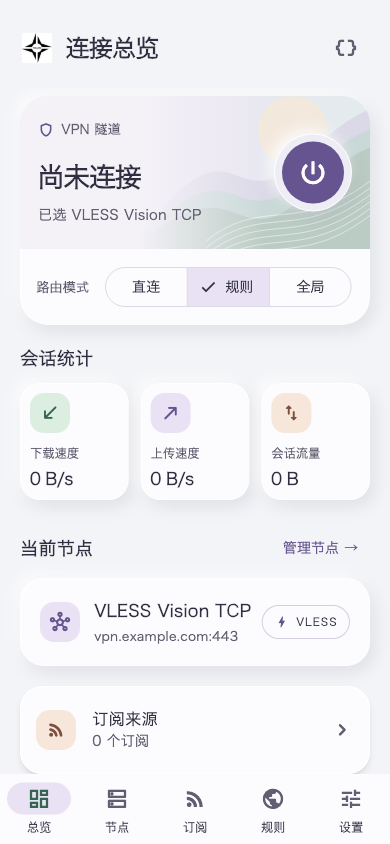 连接总览
VPN 隧道
尚未连接
已选 VLESS Vision TCP
路由模式
直连
规则
全局
会话统计
下载速度
0 B/s
上传速度
0 B/s
会话流量
0 B
当前节点
管理节点 →
VLESS Vision TCP
vpn.example.com:443
VLESS
订阅来源
0 个订阅
总览
节点
订阅
规则
设置